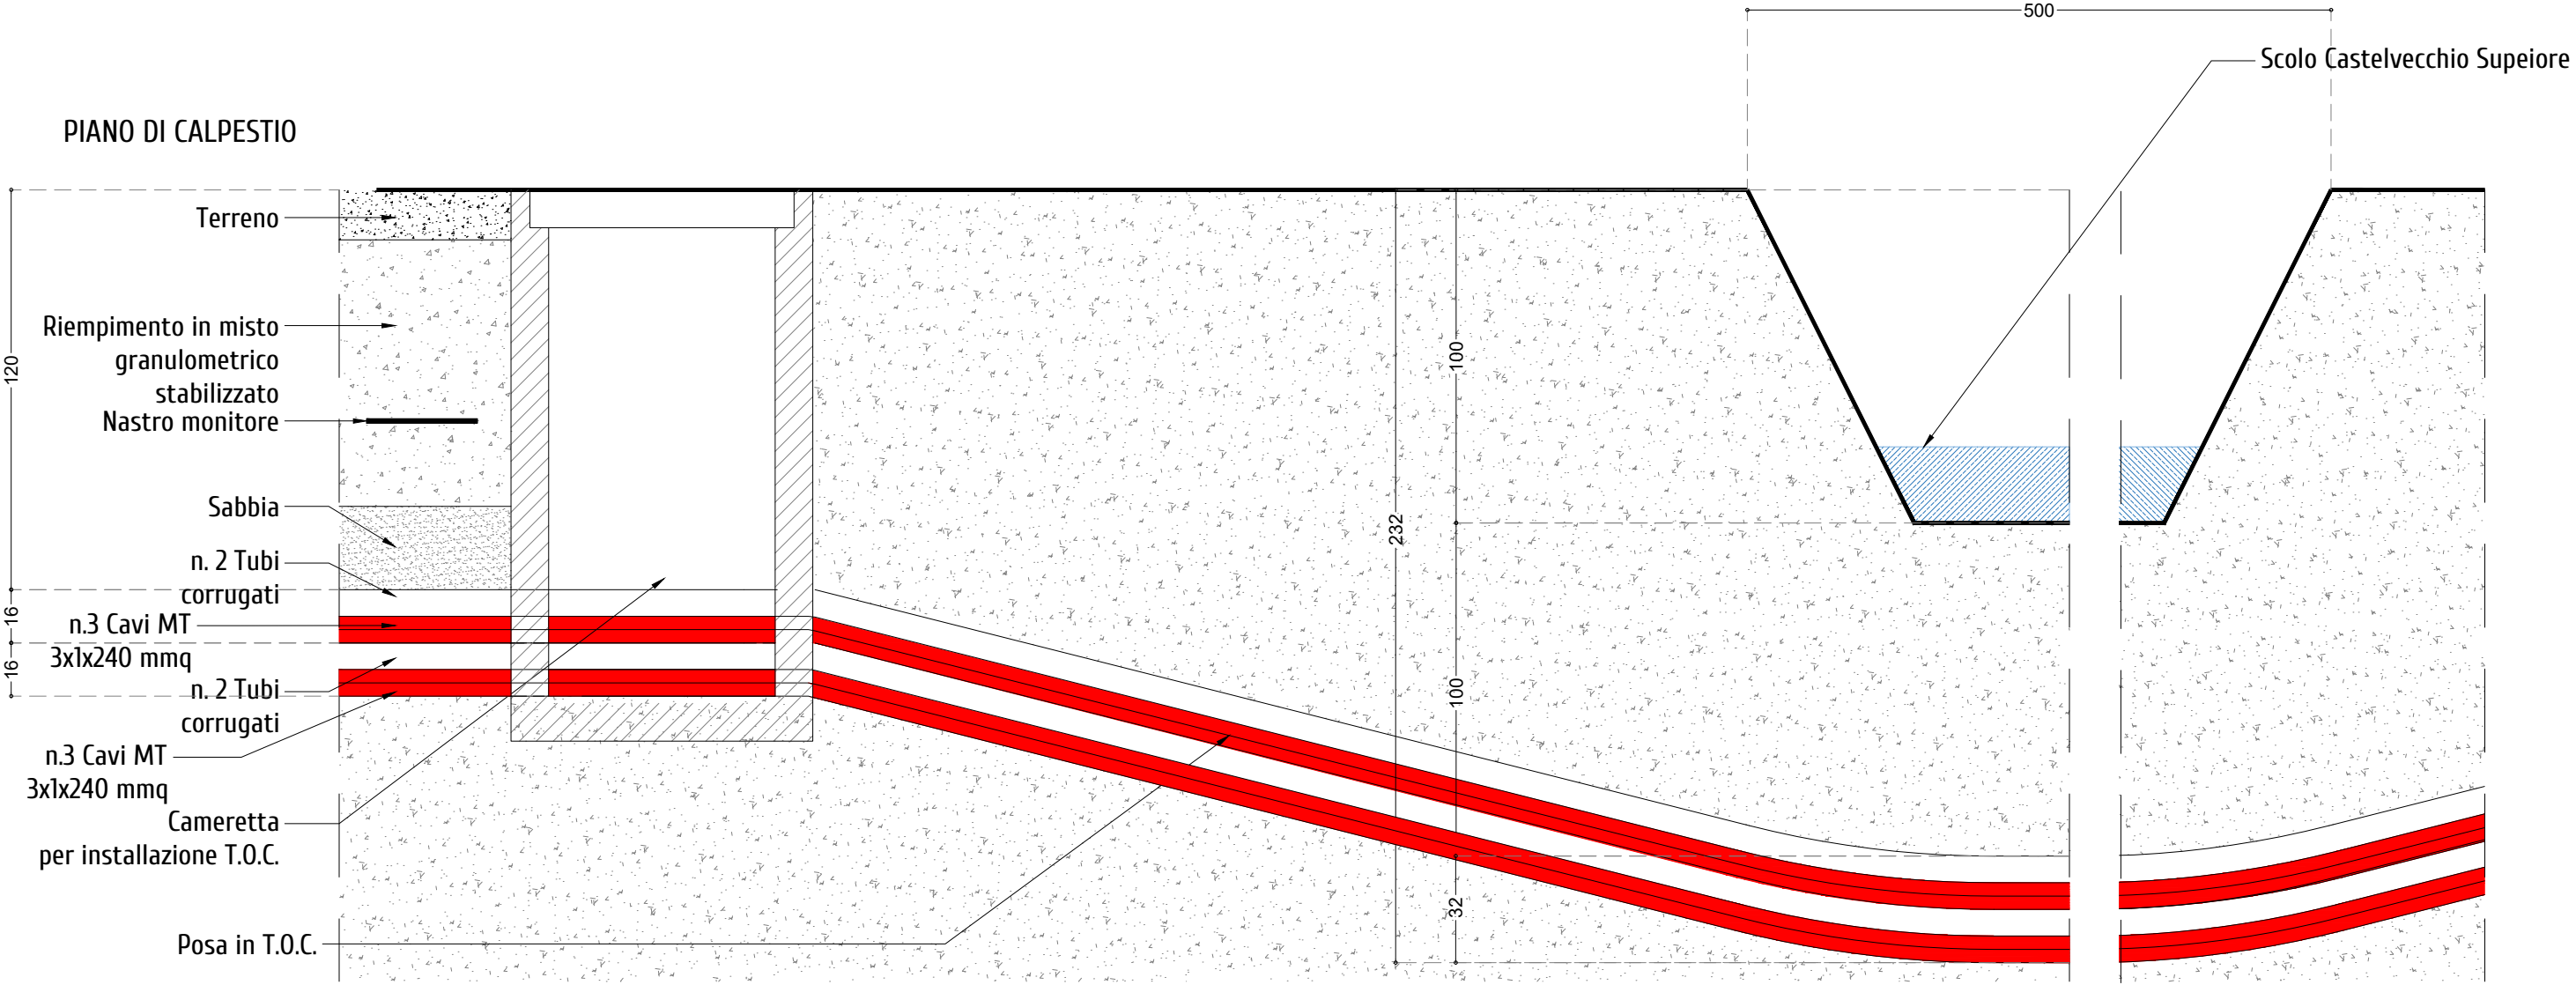 500
Scolo Castelvecchio Supeiore
PIANO DI CALPESTIO
Terreno
Riempimento in misto
granulometrico
stabilizzato
Nastro monitore
Sabbia
n. 2 Tubi
corrugati
n.3 Cavi MT
3x1x240 mmq
n. 2 Tubi
corrugati
n.3 Cavi MT
3x1x240 mmq
Cameretta
per installazione T.O.C.
Posa in T.O.C.
120
16
16
232
100
100
32